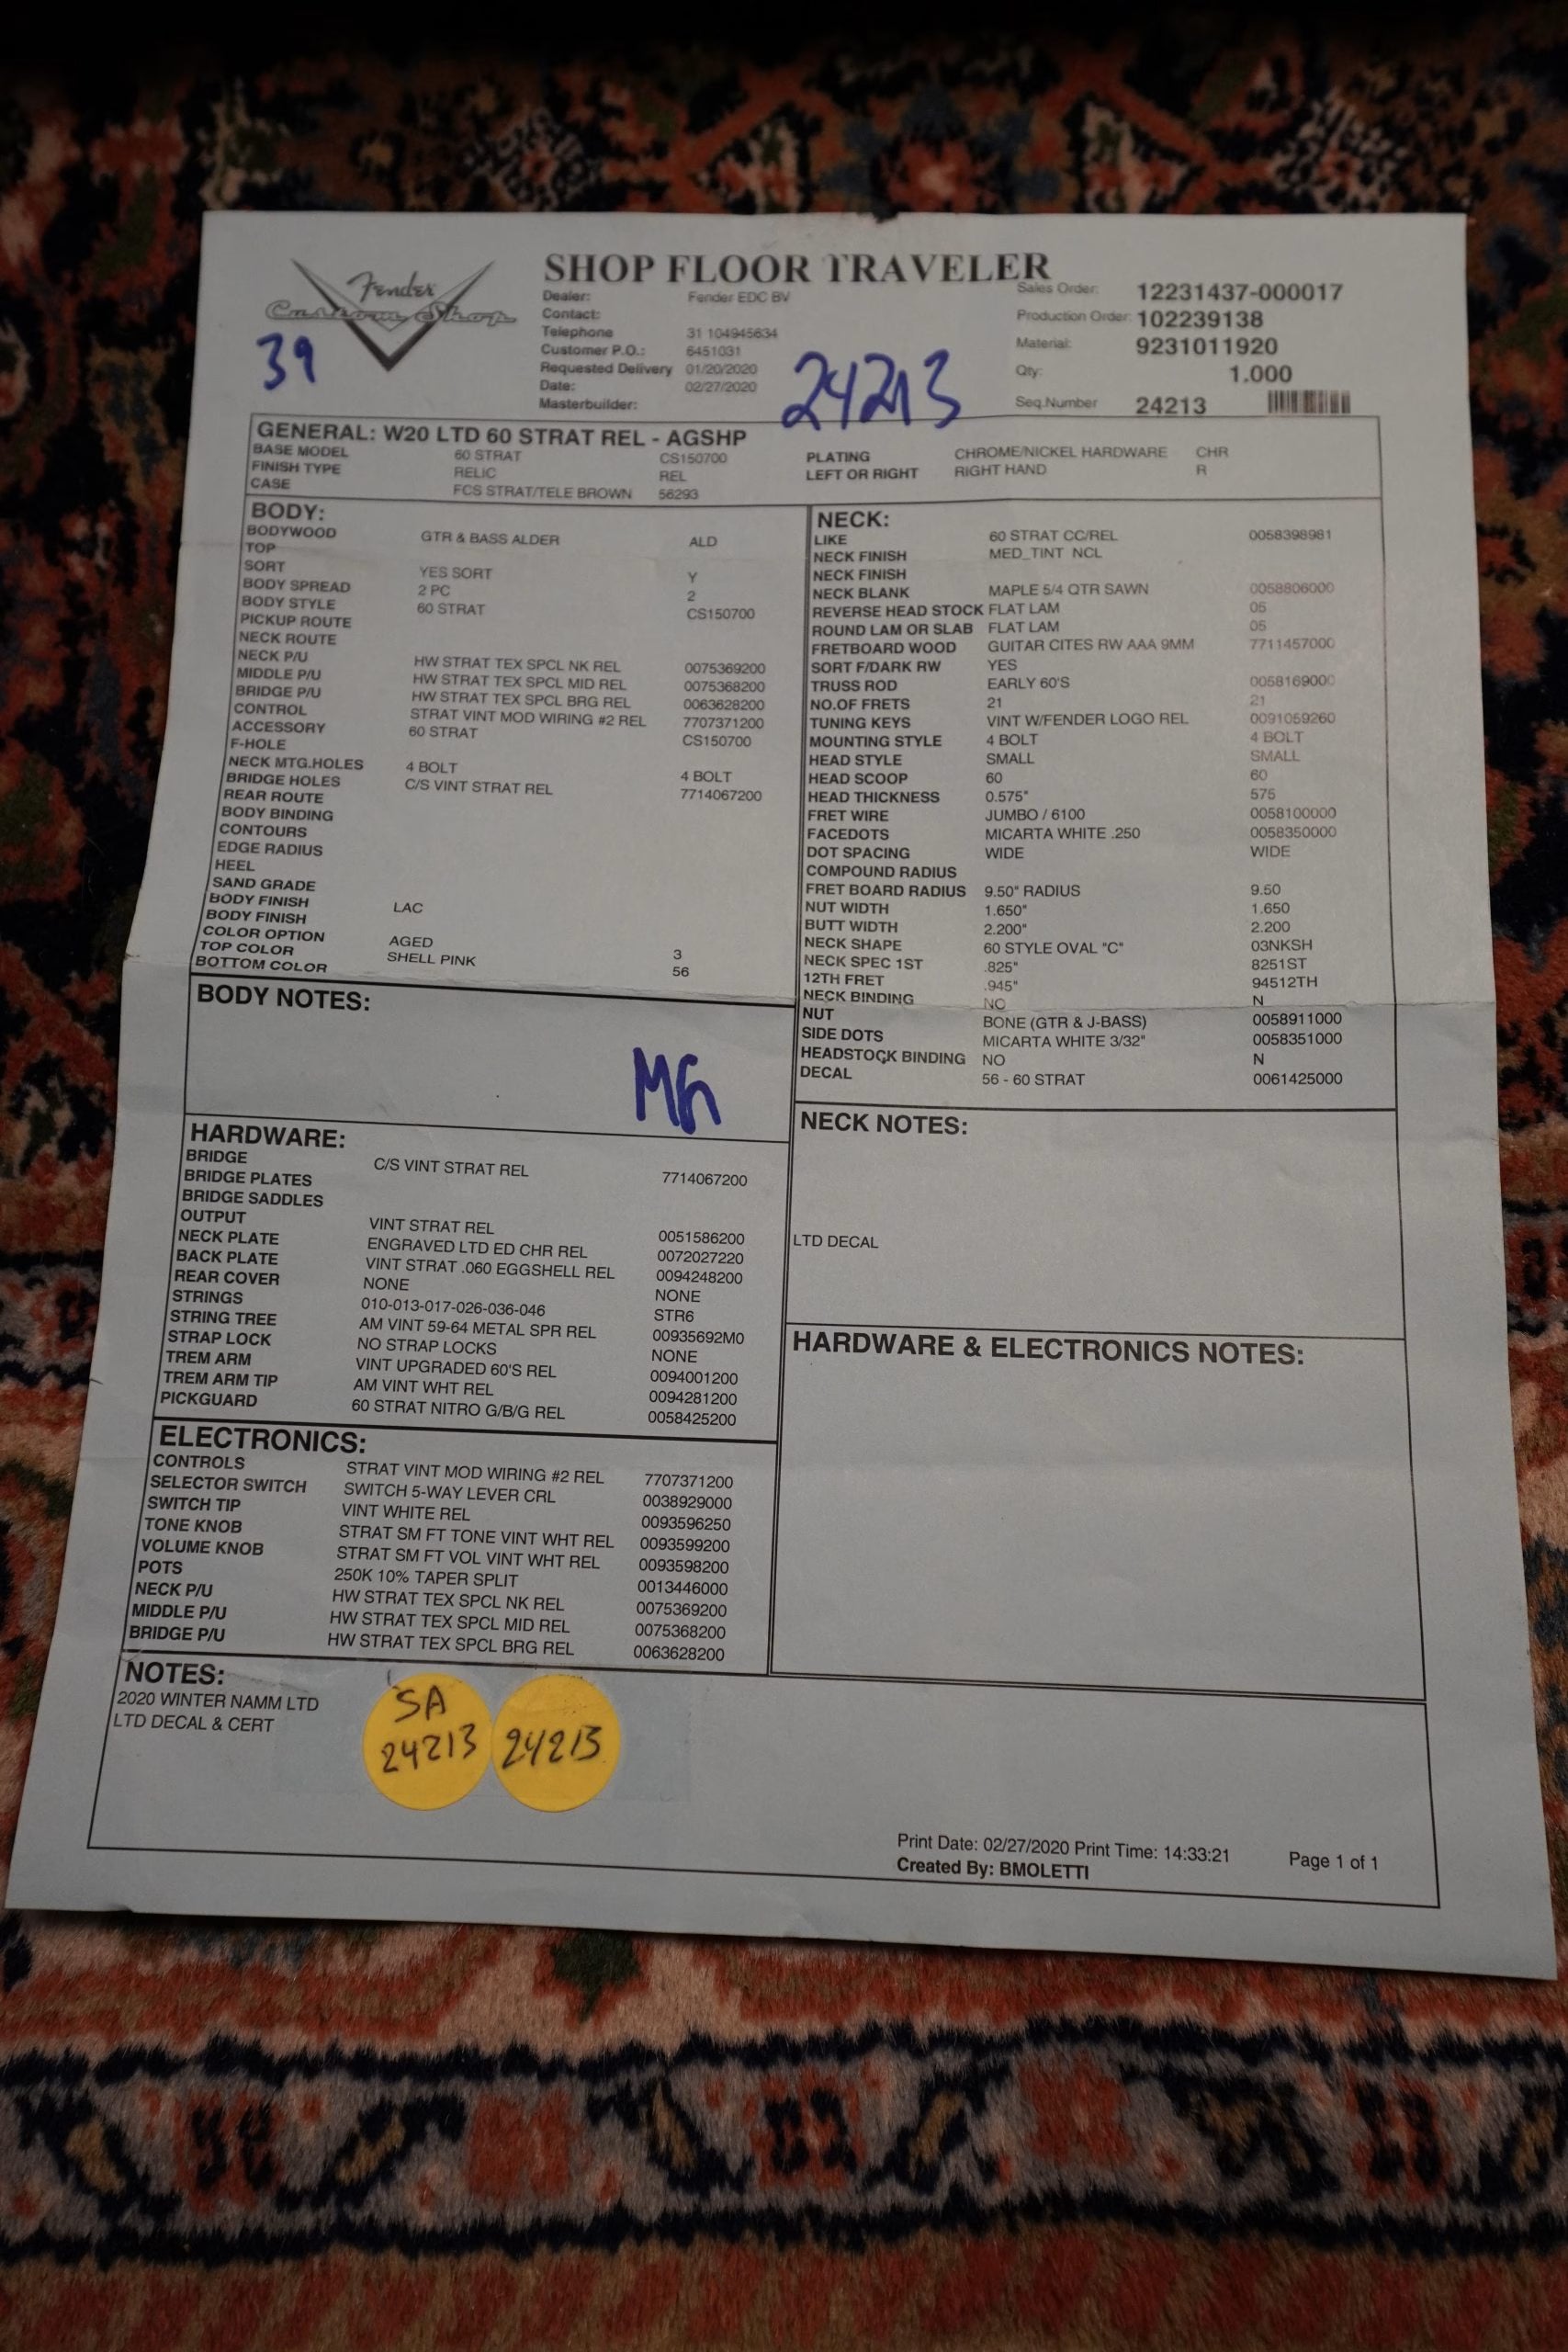 Fender
Custom Shop
SHOP FLOOR TRAVELER
Dealer: Fender EDC BV
Contact:
Telephone 31 104945634
Customer P.O.: 6451031
Requested Delivery 01/20/2020
Date: 02/27/2020
Masterbuilder:
Sales Order: 12231437-000017
Production Order: 102239138
Material: 9231011920
Qty: 1.000
Seq.Number 24213
39
24213
GENERAL: W20 LTD 60 STRAT REL - AGSHP
BASE MODEL 60 STRAT CS150700
FINISH TYPE RELIC REL
CASE FCS STRAT/TELE BROWN 56293
PLATING CHROME/NICKEL HARDWARE CHR
LEFT OR RIGHT RIGHT HAND R
BODY:
BODYWOOD GTR & BASS ALDER ALD
TOP
SORT YES SORT Y
BODY SPREAD 2 PC 2
BODY STYLE 60 STRAT CS150700
PICKUP ROUTE
NECK ROUTE
NECK P/U HW STRAT TEX SPCL NK REL 0075369200
MIDDLE P/U HW STRAT TEX SPCL MID REL 0075368200
BRIDGE P/U HW STRAT TEX SPCL BRG REL 0063628200
CONTROL STRAT VINT MOD WIRING #2 REL 7707371200
ACCESSORY 60 STRAT CS150700
F-HOLE
NECK MTG.HOLES 4 BOLT 4 BOLT
BRIDGE HOLES C/S VINT STRAT REL 7714067200
REAR ROUTE
BODY BINDING
CONTOURS
EDGE RADIUS
HEEL
SAND GRADE
BODY FINISH LAC
BODY FINISH
COLOR OPTION AGED 3
TOP COLOR SHELL PINK 56
BOTTOM COLOR
BODY NOTES:
MG
HARDWARE:
BRIDGE C/S VINT STRAT REL 7714067200
BRIDGE PLATES
BRIDGE SADDLES
OUTPUT VINT STRAT REL 0051586200
NECK PLATE ENGRAVED LTD ED CHR REL 0072027220
BACK PLATE VINT STRAT .060 EGGSHELL REL 0094248200
REAR COVER NONE NONE
STRINGS 010-013-017-026-036-046 STR6
STRING TREE AM VINT 59-64 METAL SPR REL 00935692M0
STRAP LOCK NO STRAP LOCKS NONE
TREM ARM VINT UPGRADED 60'S REL 0094001200
TREM ARM TIP AM VINT WHT REL 0094281200
PICKGUARD 60 STRAT NITRO G/B/G REL 0058425200
ELECTRONICS:
CONTROLS STRAT VINT MOD WIRING #2 REL 7707371200
SELECTOR SWITCH SWITCH 5-WAY LEVER CRL 0038929000
SWITCH TIP VINT WHITE REL 0093596250
TONE KNOB STRAT SM FT TONE VINT WHT REL 0093599200
VOLUME KNOB STRAT SM FT VOL VINT WHT REL 0093598200
POTS 250K 10% TAPER SPLIT 0013446000
NECK P/U HW STRAT TEX SPCL NK REL 0075369200
MIDDLE P/U HW STRAT TEX SPCL MID REL 0075368200
BRIDGE P/U HW STRAT TEX SPCL BRG REL 0063628200
NECK:
LIKE 60 STRAT CC/REL 0058398981
NECK FINISH MED_TINT NCL
NECK FINISH
NECK BLANK MAPLE 5/4 QTR SAWN 0058806000
REVERSE HEAD STOCK FLAT LAM 05
ROUND LAM OR SLAB FLAT LAM 05
FRETBOARD WOOD GUITAR CITES RW AAA 9MM 7711457000
SORT F/DARK RW YES
TRUSS ROD EARLY 60'S 0058169000
NO.OF FRETS 21 21
TUNING KEYS VINT W/FENDER LOGO REL 0091059260
MOUNTING STYLE 4 BOLT 4 BOLT
HEAD STYLE SMALL SMALL
HEAD SCOOP 60 60
HEAD THICKNESS 0.575" 575
FRET WIRE JUMBO / 6100 0058100000
FACEDOTS MICARTA WHITE .250 0058350000
DOT SPACING WIDE WIDE
COMPOUND RADIUS
FRET BOARD RADIUS 9.50" RADIUS 9.50
NUT WIDTH 1.650" 1.650
BUTT WIDTH 2.200" 2.200
NECK SHAPE 60 STYLE OVAL "C" 03NKSH
NECK SPEC 1ST .825" 8251ST
12TH FRET .945" 94512TH
NECK BINDING NO N
NUT BONE (GTR & J-BASS) 0058911000
SIDE DOTS MICARTA WHITE 3/32" 0058351000
HEADSTOCK BINDING NO N
DECAL 56 - 60 STRAT 0061425000
NECK NOTES:
LTD DECAL
HARDWARE & ELECTRONICS NOTES:
NOTES:
2020 WINTER NAMM LTD
LTD DECAL & CERT
SA
24213
24213
Print Date: 02/27/2020 Print Time: 14:33:21 Page 1 of 1
Created By: BMOLETTI